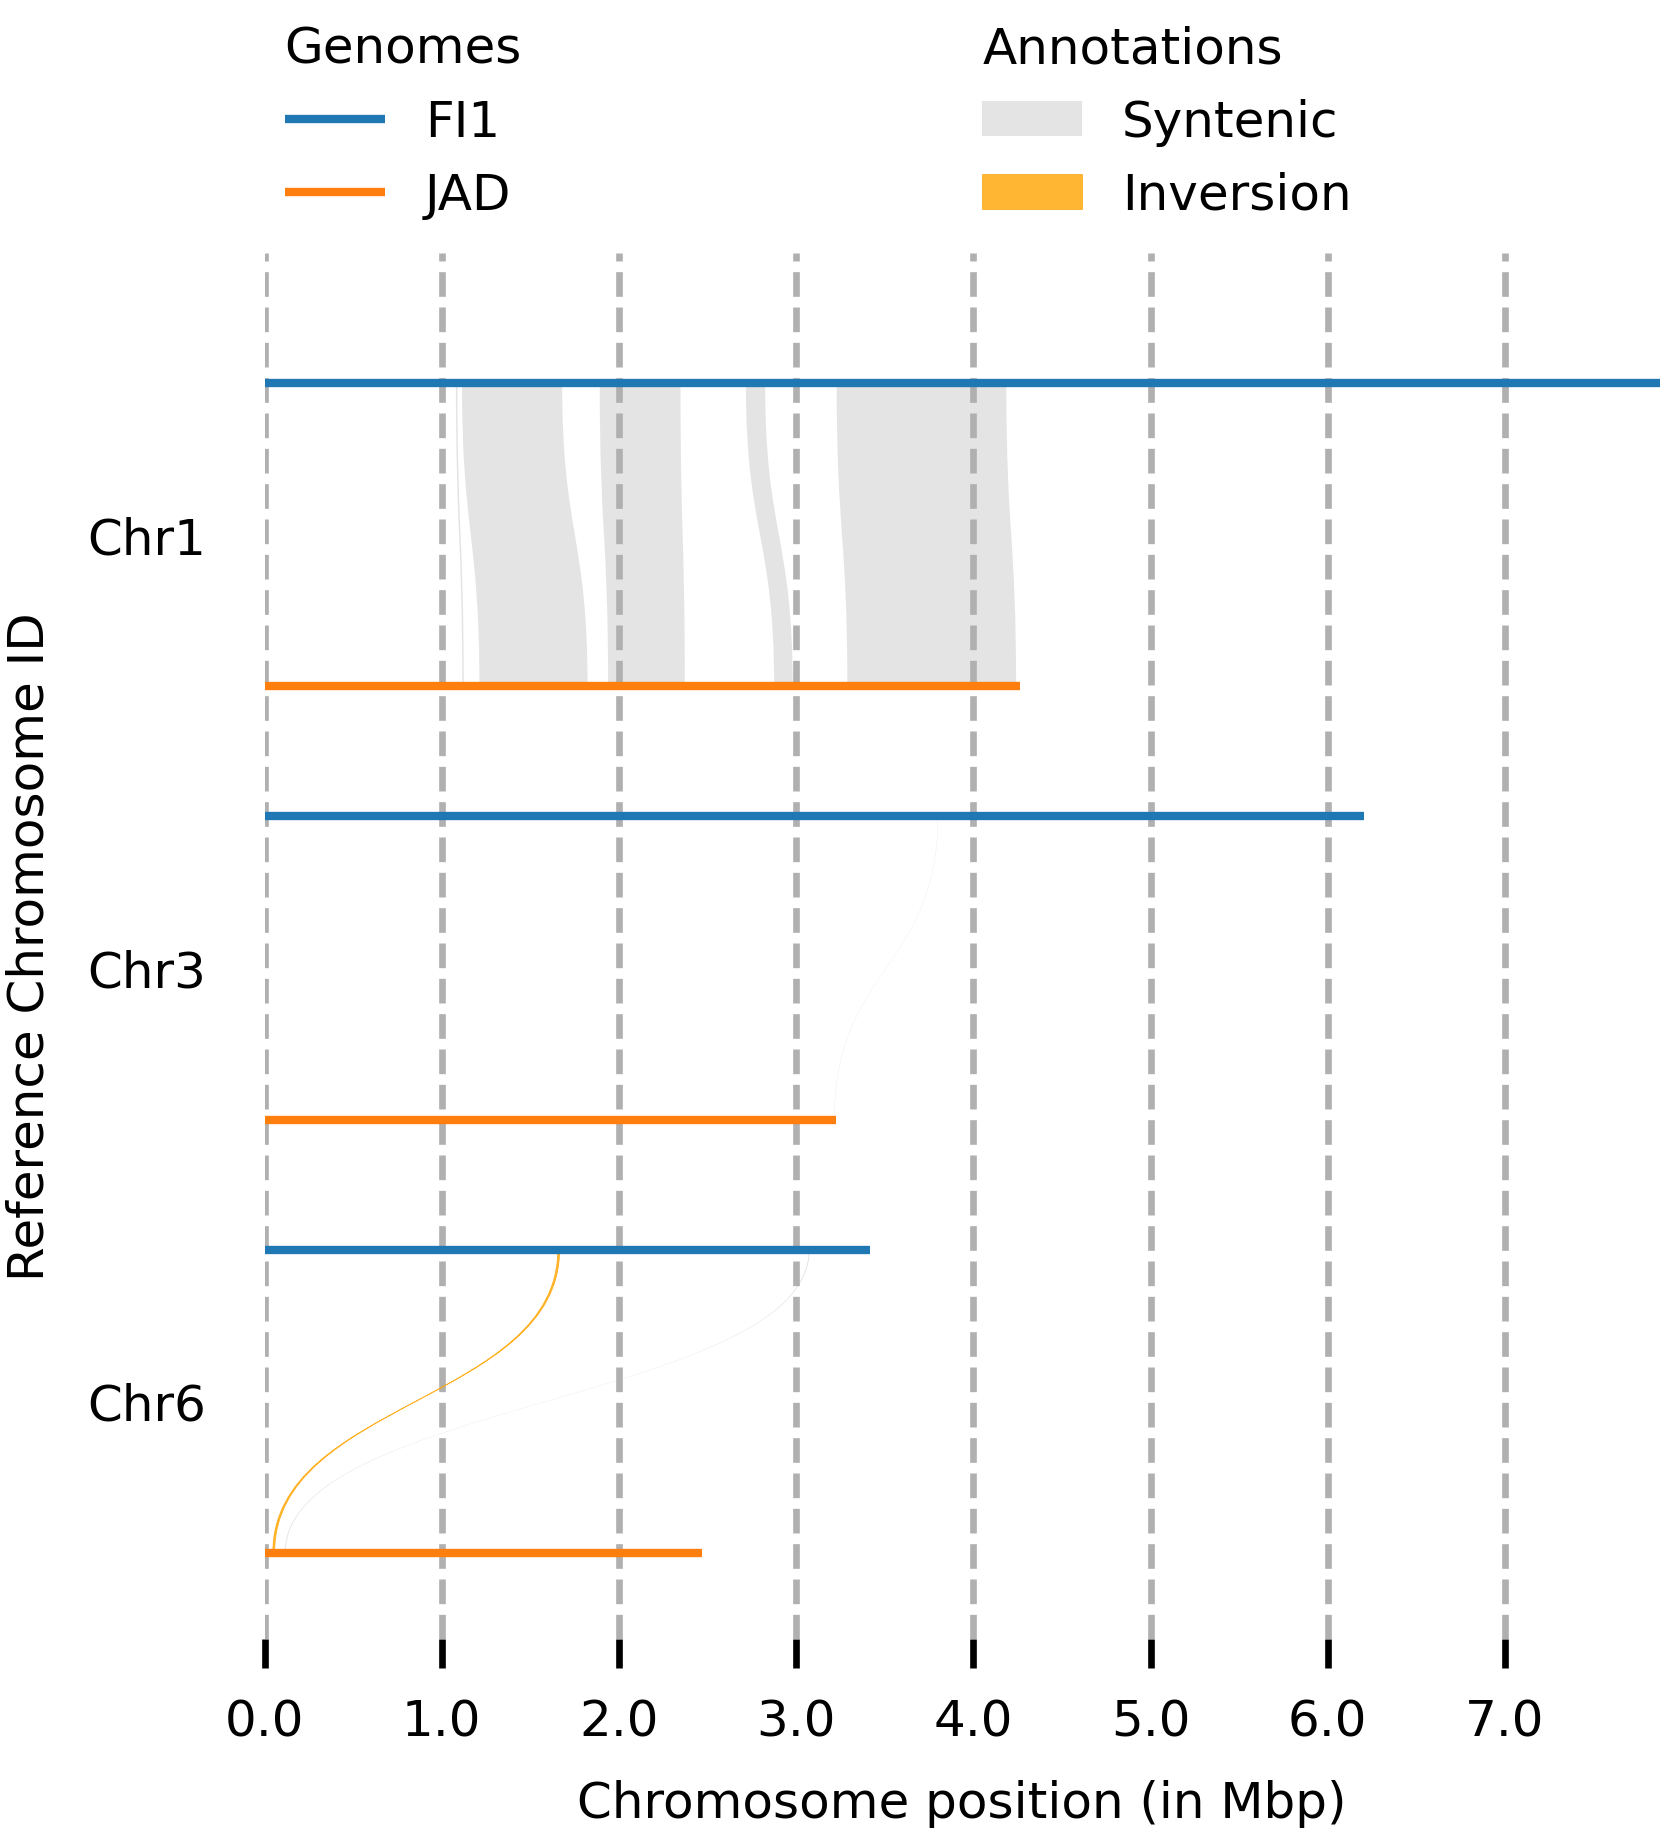 Genomes
FI1
JAD
Annotations
Syntenic
Inversion
Reference Chromosome ID
Chr1
Chr3
Chr6
0.0 1.0 2.0 3.0 4.0 5.0 6.0 7.0
Chromosome position (in Mbp)